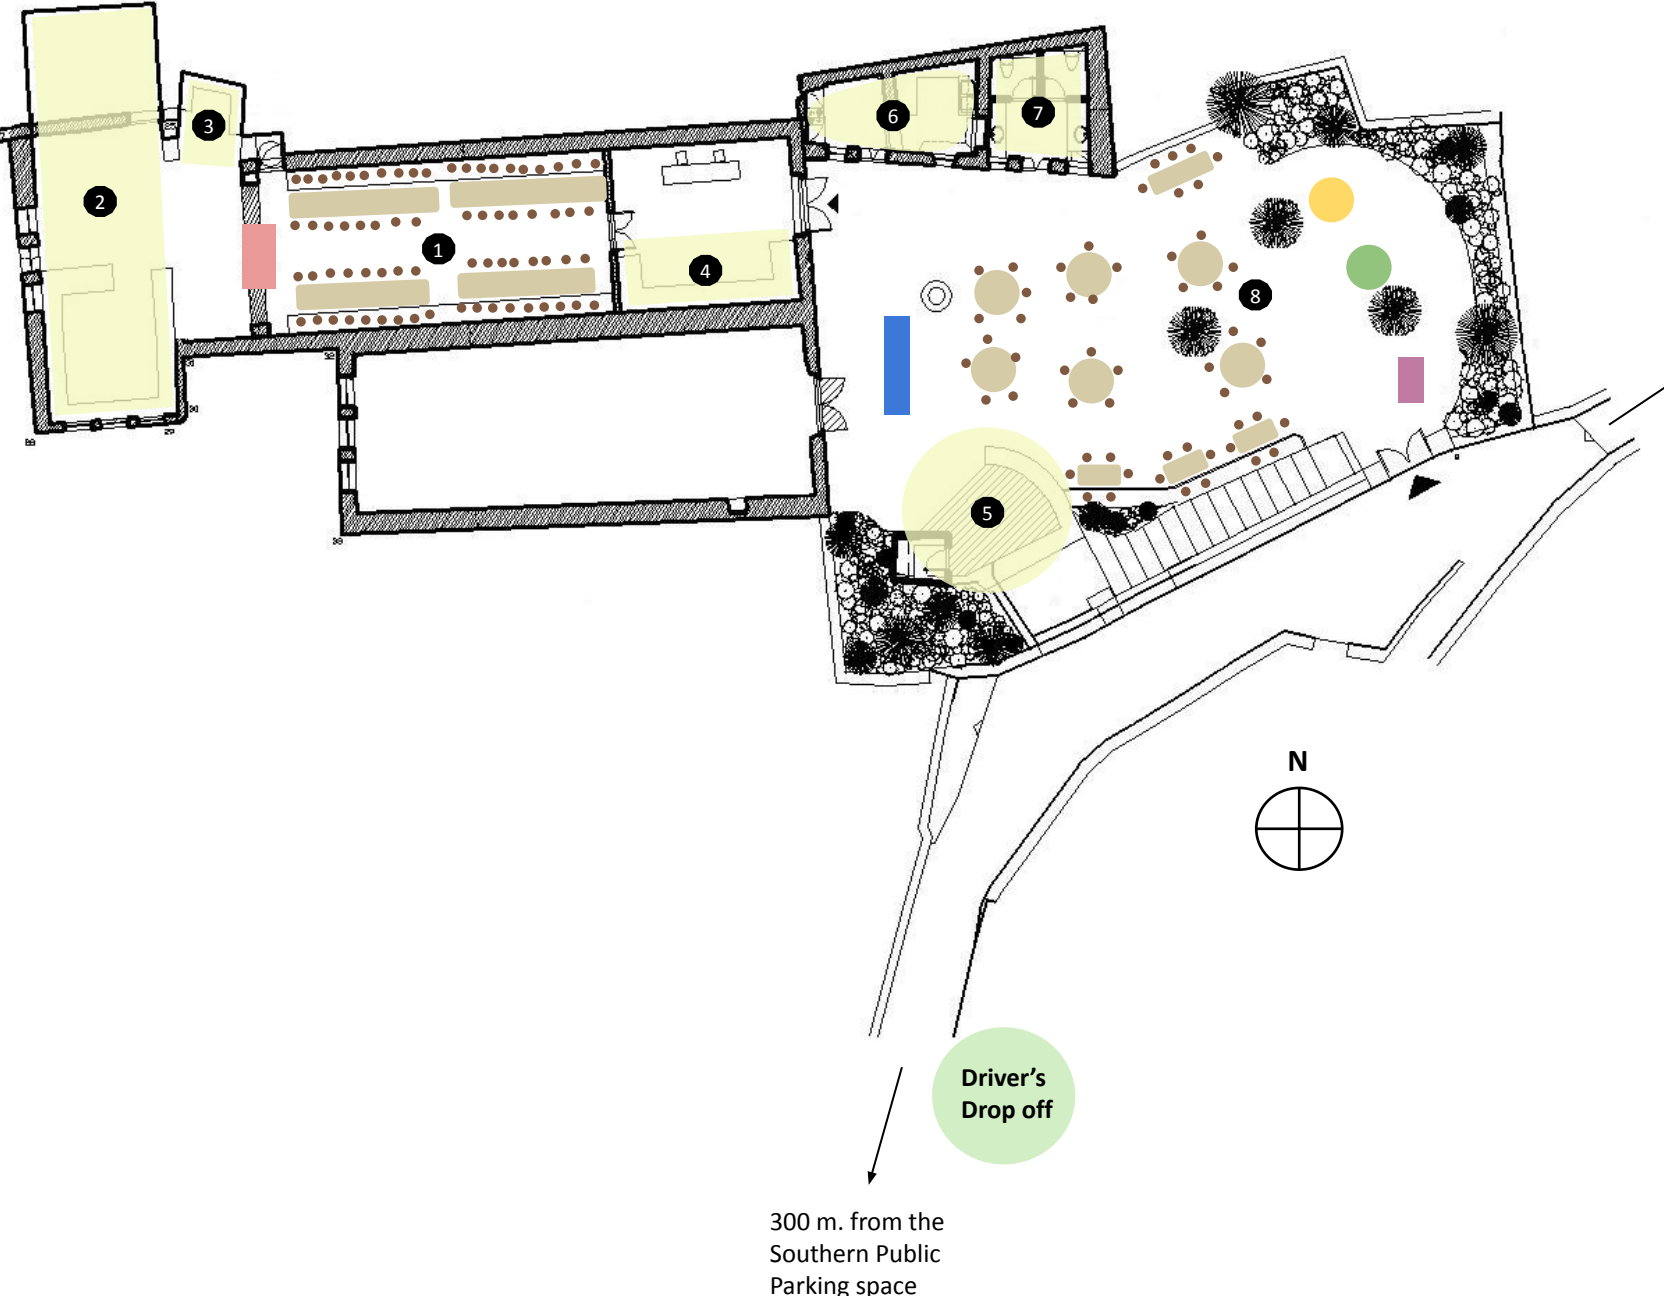 3
6
7
2
1
4
8
5
N
Driver's
Drop off
300 m. from the
Southern Public
Parking space